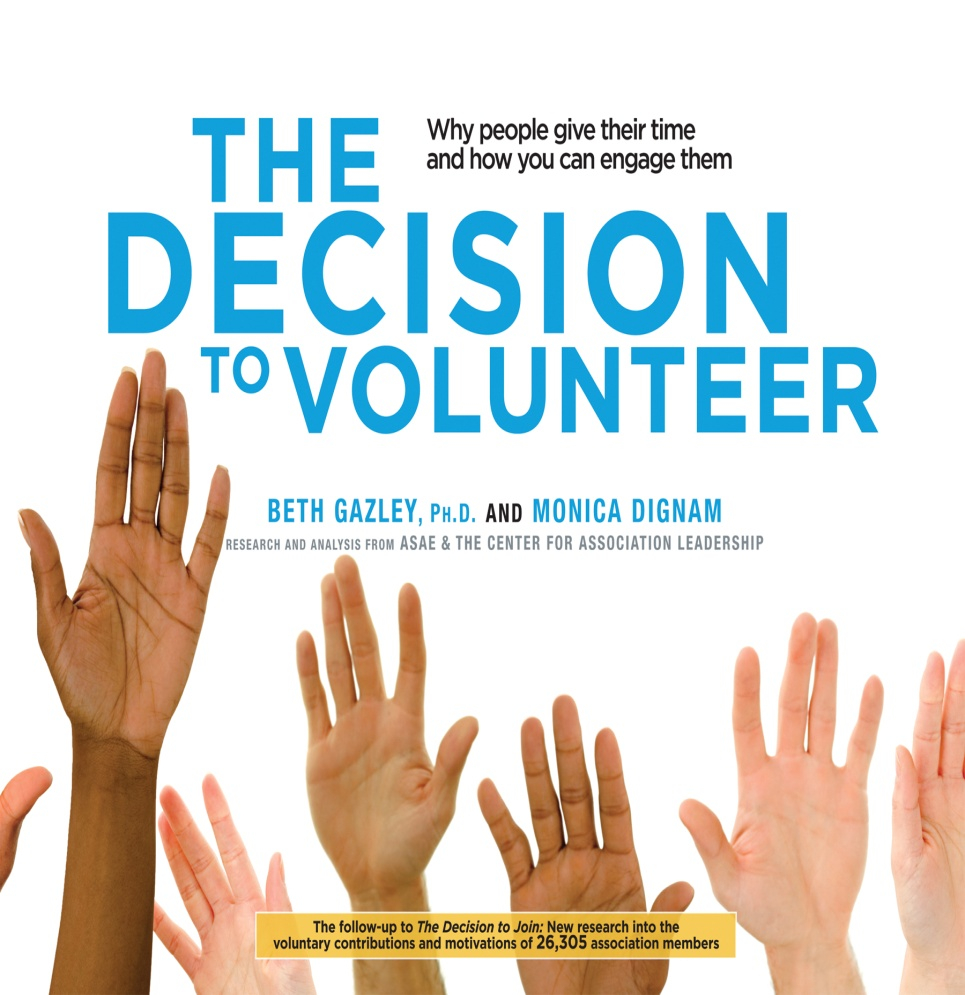 THE
Why people give their time
and how you can engage them
DECISION
TO VOLUNTEER
BETH GAZLEY, Ph.D. AND MONICA DIGNAM
RESEARCH AND ANALYSIS FROM ASAE & THE CENTER FOR ASSOCIATION LEADERSHIP
The follow-up to The Decision to Join: New research into the
voluntary contributions and motivations of 26,305 association members